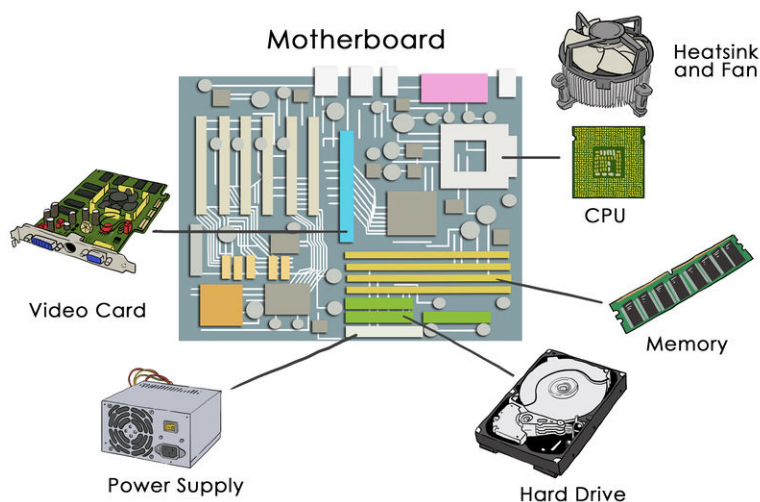 Motherboard
Heatsink
and Fan
CPU
Video Card
Memory
Power Supply
Hard Drive